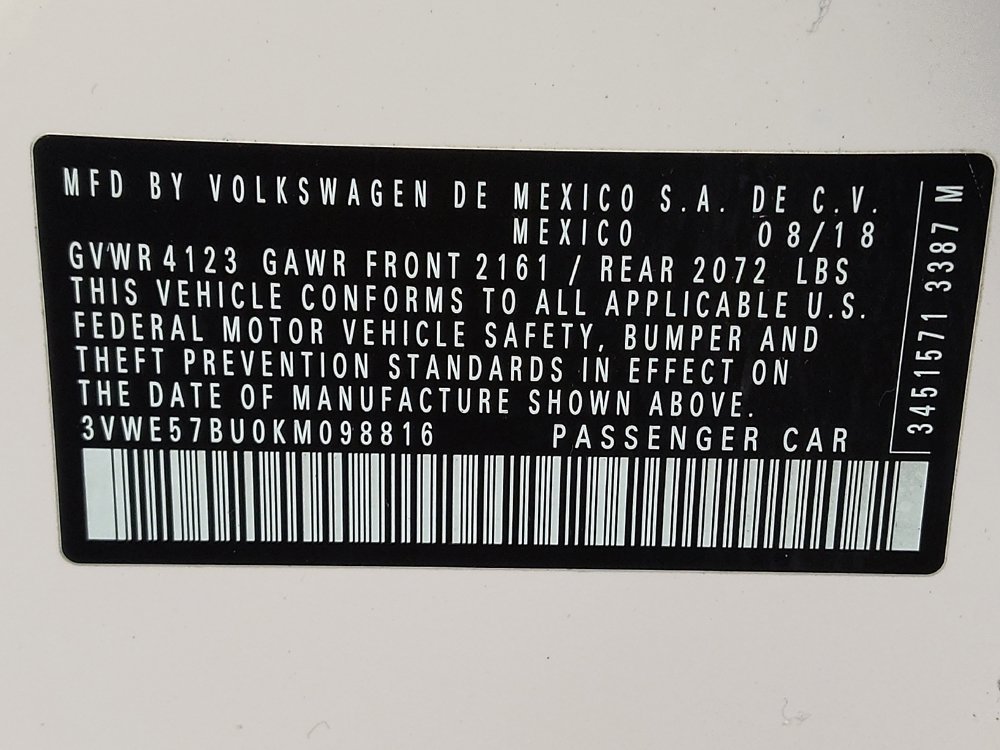 MFD BY VOLKSWAGEN DE MEXICO S.A. DE C.V.
MEXICO 08/18
GVWR 4123 GAWR FRONT 2161 / REAR 2072 LBS
THIS VEHICLE CONFORMS TO ALL APPLICABLE U.S.
FEDERAL MOTOR VEHICLE SAFETY, BUMPER AND
THEFT PREVENTION STANDARDS IN EFFECT ON
THE DATE OF MANUFACTURE SHOWN ABOVE.
3VWE57BU0KM098816 PASSENGER CAR
3451571 3387 M